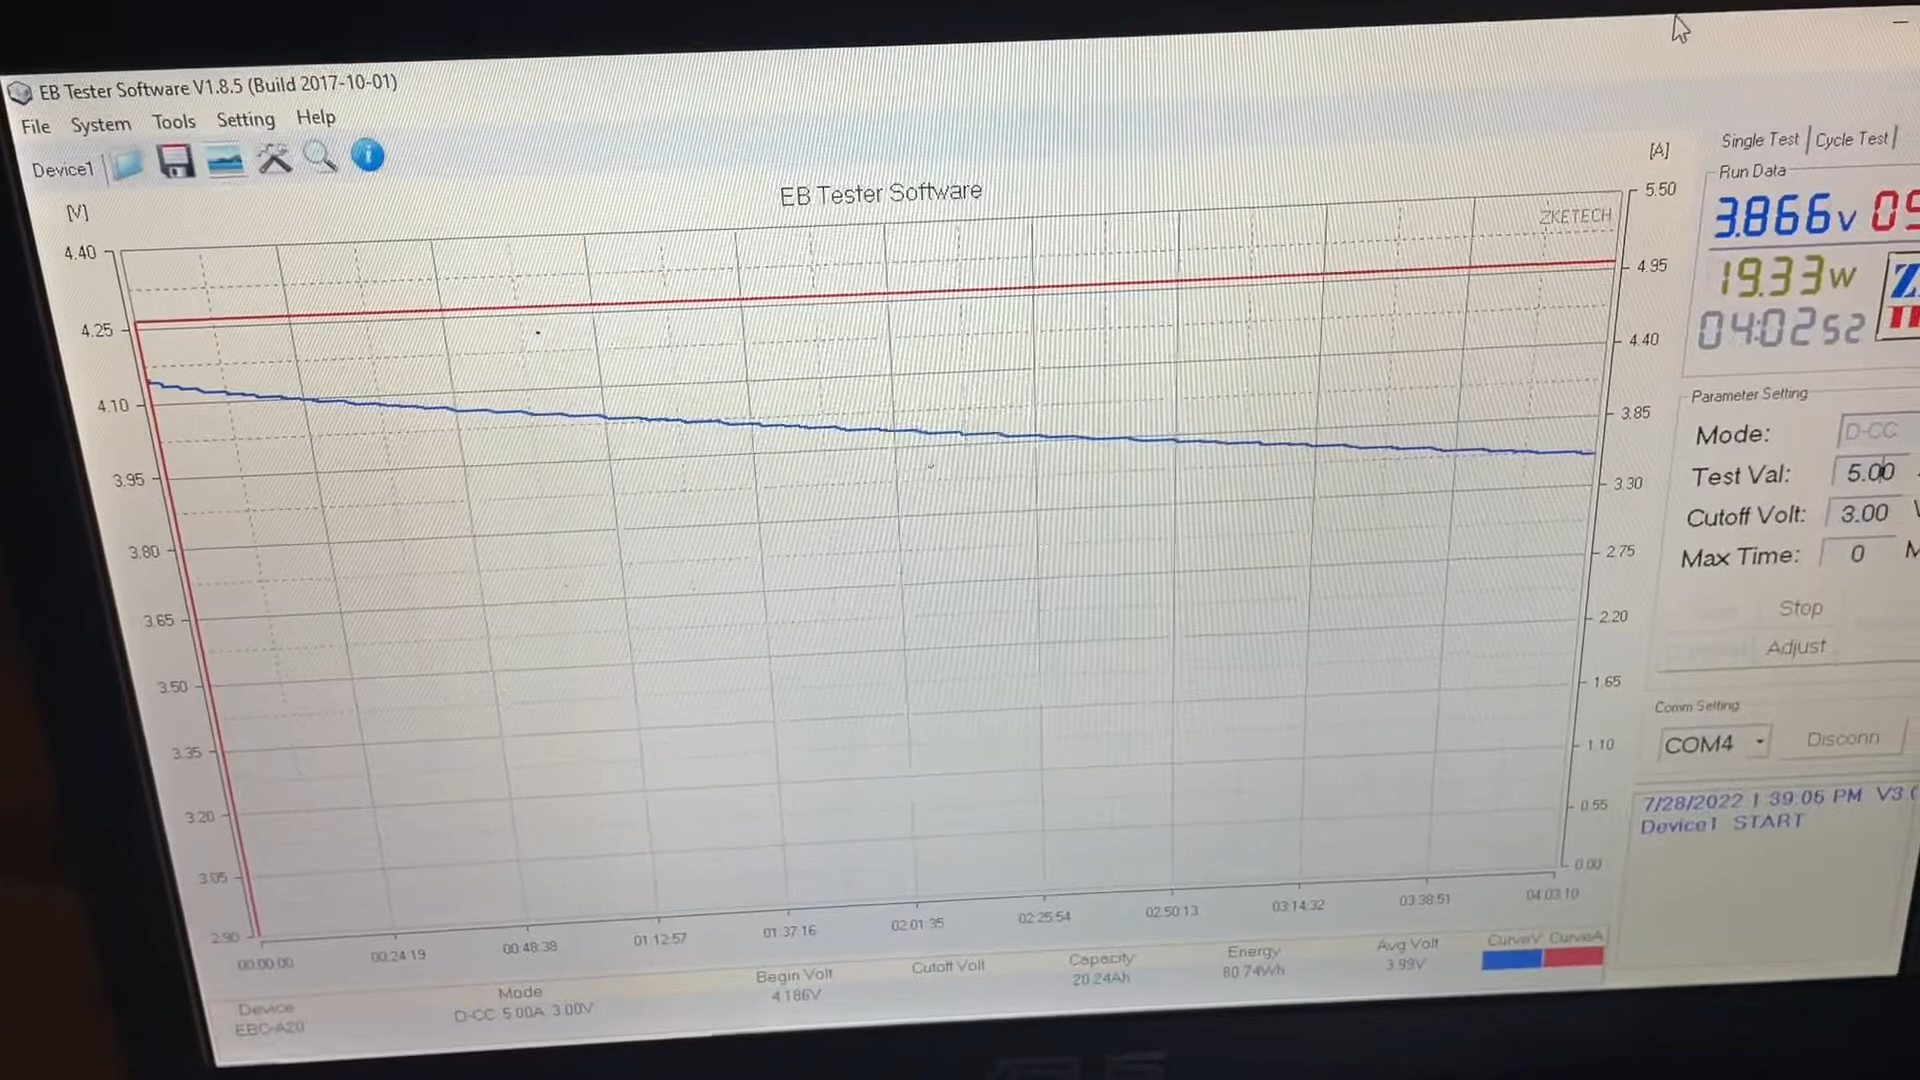 EB Tester Software V1.8.5 (Build 2017-10-01)
File System Tools Setting Help
Device1
EB Tester Software
[V]
[A]
ZKETECH
4.40
4.25
4.10
3.95
3.80
3.65
3.50
3.35
3.20
3.05
2.90
5.50
4.95
4.40
3.85
3.30
2.75
2.20
1.65
1.10
0.55
0.00
00:00:00 00:24:19 00:48:38 01:12:57 01:37:16 02:01:35 02:25:54 02:50:13 03:14:32 03:38:51 04:03:10
Device Mode Begin Volt Cutoff Volt Capacity Energy Avg Volt CurveV CurveA
EBC-A20 D-CC 5.00A 3.00V 4.186V 20.24Ah 80.74Wh 3.99V
Single Test Cycle Test
Run Data
3.866V
19.33W
04:02 52
Parameter Setting
Mode: D-CC
Test Val: 5.00
Cutoff Volt: 3.00
Max Time: 0
Stop
Adjust
Comm Setting
COM4 Disconn
7/28/2022 1:39:05 PM
Device1 START